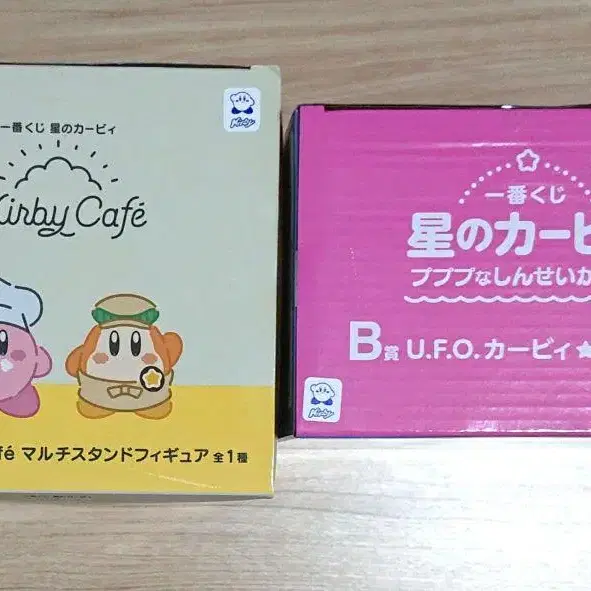 一番くじ 星のカービィ
Kirby Café
Kirby
fé マルチスタンドフィギュア 全1種
一番くじ
星のカービ
プププなしんせいか
B賞 U.F.O.カービィ★
Kirby